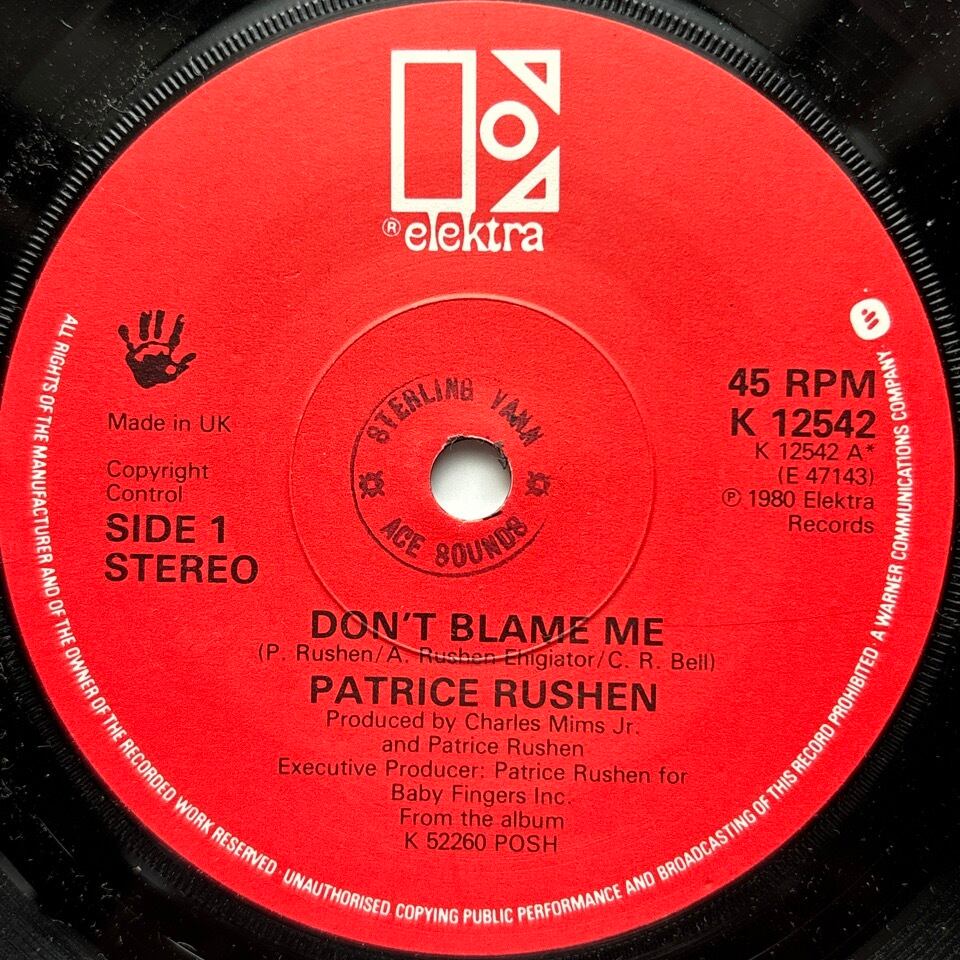 ® elektra
Made in UK
Copyright
Control
SIDE 1
STEREO
45 RPM
K 12542
K 12542 A*
(E 47143)
℗ 1980 Elektra
Records
STERLING VANN
ACE SOUNDS
DON'T BLAME ME
(P. Rushen/A. Rushen Ehigiator/C. R. Bell)
PATRICE RUSHEN
Produced by Charles Mims Jr.
and Patrice Rushen
Executive Producer: Patrice Rushen for
Baby Fingers Inc.
From the album
K 52260 POSH
ALL RIGHTS OF THE MANUFACTURER AND OF THE OWNER OF THE RECORDED WORK RESERVED · UNAUTHORISED COPYING PUBLIC PERFORMANCE AND BROADCASTING OF THIS RECORD PROHIBITED · A WARNER COMMUNICATIONS COMPANY ·